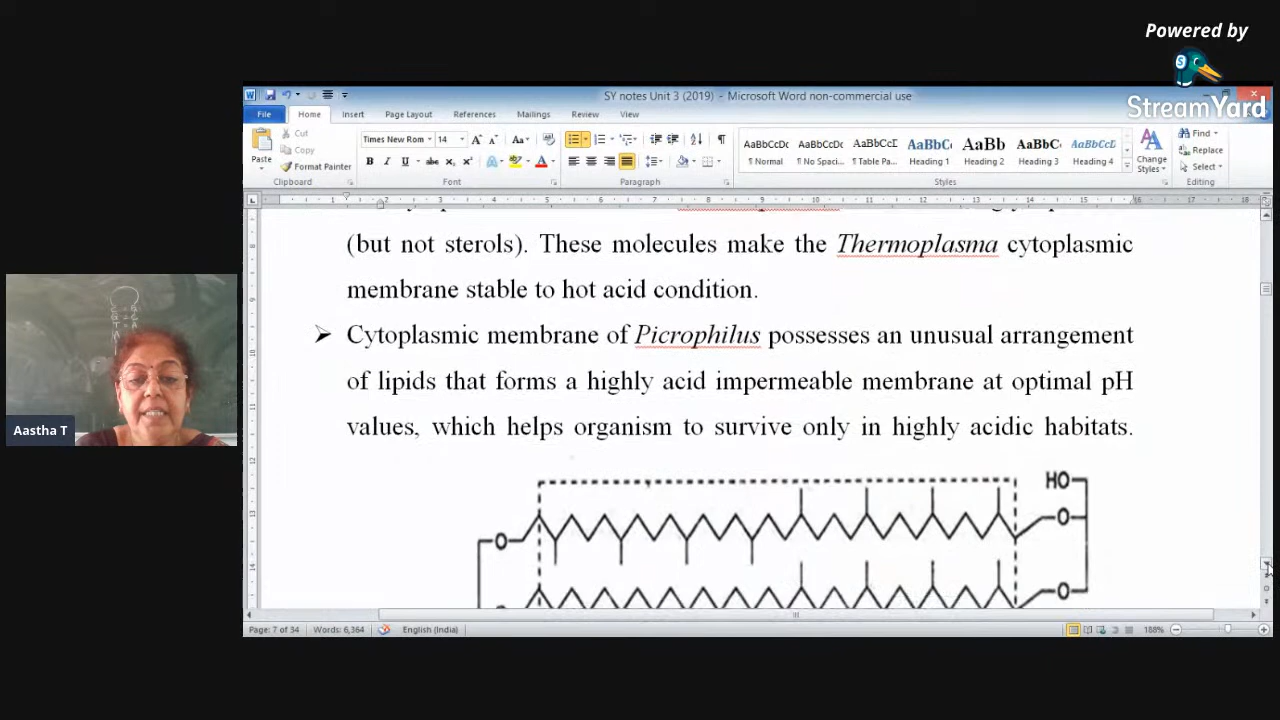 Powered by
StreamYard
SY notes Unit 3 (2019) - Microsoft Word non-commercial use
File Home Insert Page Layout References Mailings Review View
Cut
Copy
Format Painter
Paste
Clipboard
Times New Rom 14
Font
Paragraph
AaBbCcDc AaBbCcDc AaBbCcD AaBbC AaBb AaBbC AaBbCcD
¶ Normal ¶ No Spaci... ¶ Table Pa... Heading 1 Heading 2 Heading 3 Heading 4
Change
Styles
Styles
Find
Replace
Select
Editing
(but not sterols). These molecules make the Thermoplasma cytoplasmic
membrane stable to hot acid condition.
➢ Cytoplasmic membrane of Picrophilus possesses an unusual arrangement
of lipids that forms a highly acid impermeable membrane at optimal pH
values, which helps organism to survive only in highly acidic habitats.
HO
O
O
O
Aastha T
Page: 7 of 34 Words: 6,364 English (India) 188%